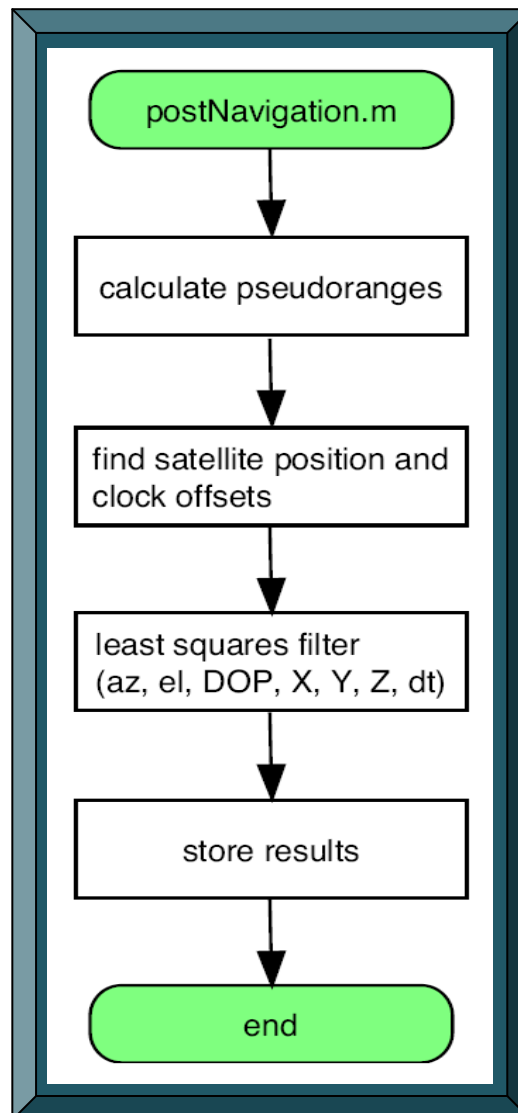 postNavigation.m
calculate pseudoranges
find satellite position and
clock offsets
least squares filter
(az, el, DOP, X, Y, Z, dt)
store results
end